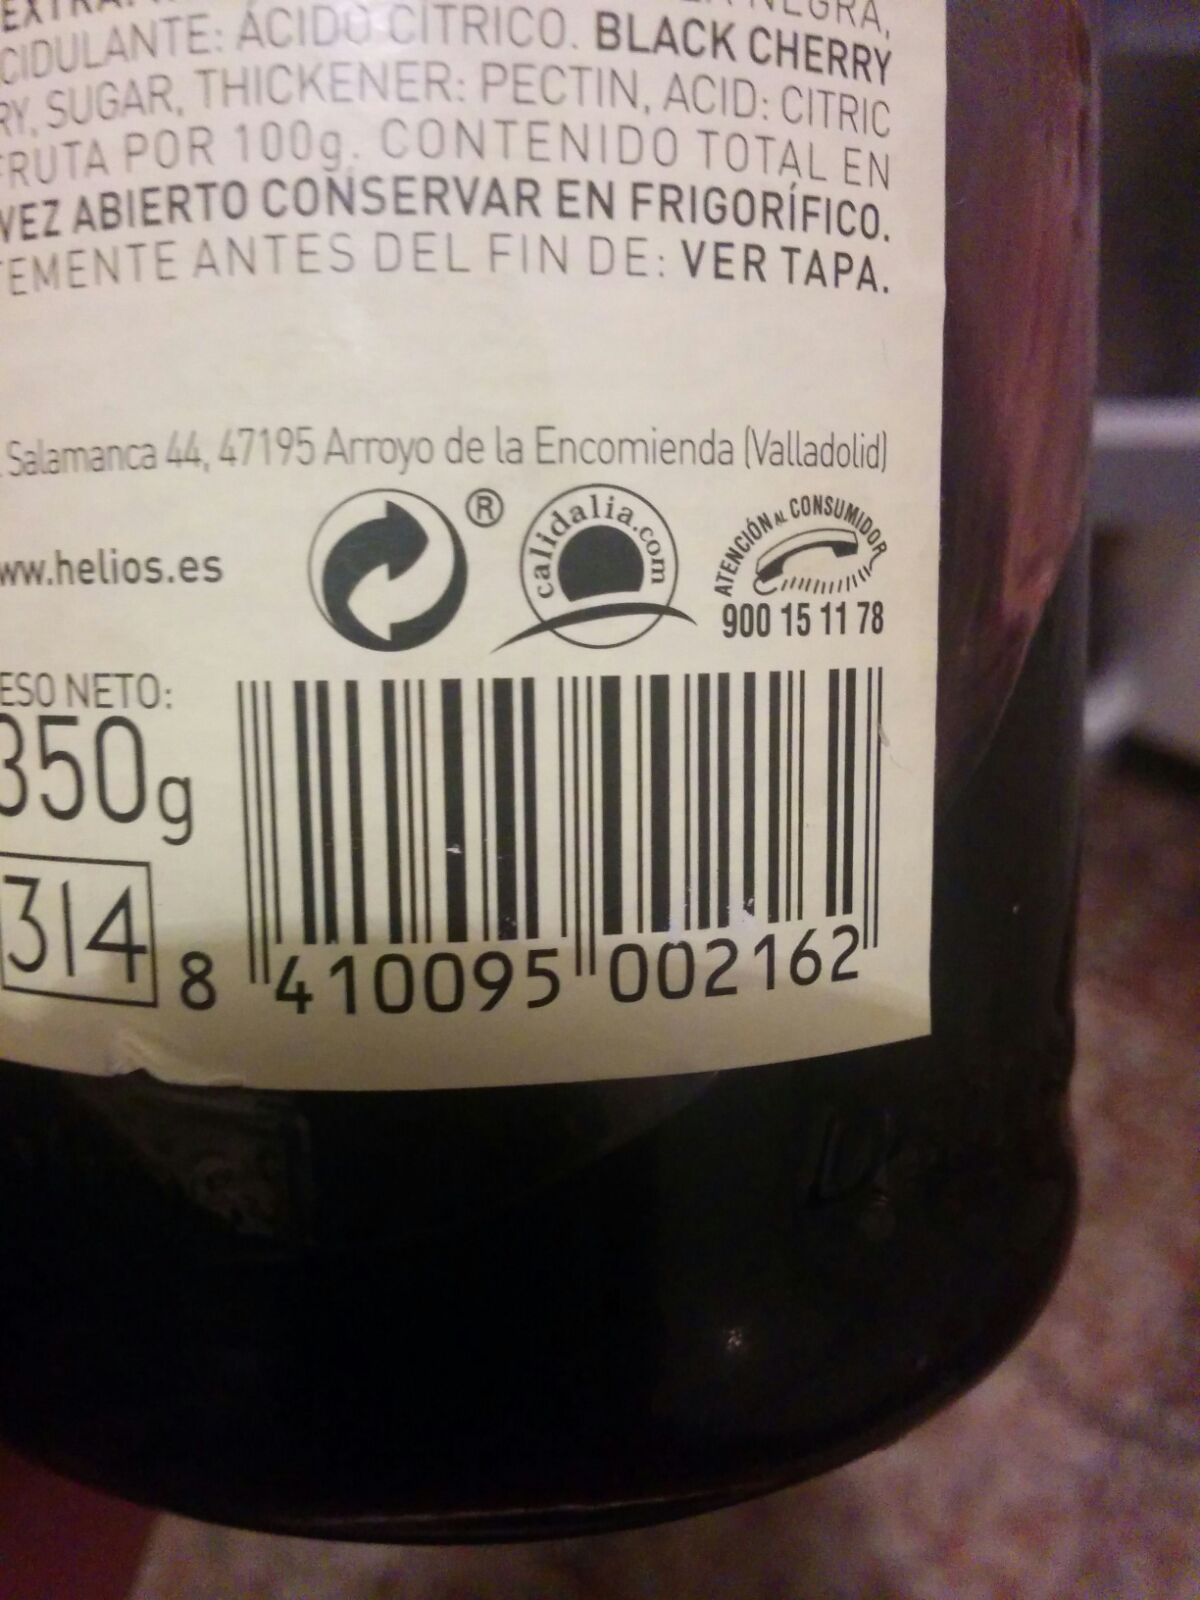 CIDULANTE: ÁCIDO CÍTRICO. BLACK CHERRY
RY, SUGAR, THICKENER: PECTIN, ACID: CITRIC
FRUTA POR 100g. CONTENIDO TOTAL EN
VEZ ABIERTO CONSERVAR EN FRIGORÍFICO.
EMENTE ANTES DEL FIN DE: VER TAPA.
Salamanca 44, 47195 Arroyo de la Encomienda (Valladolid)
ww.helios.es
®
calidalia.com
ATENCIÓN AL CONSUMIDOR
900 15 11 78
ESO NETO:
350g
314
8 410095 002162